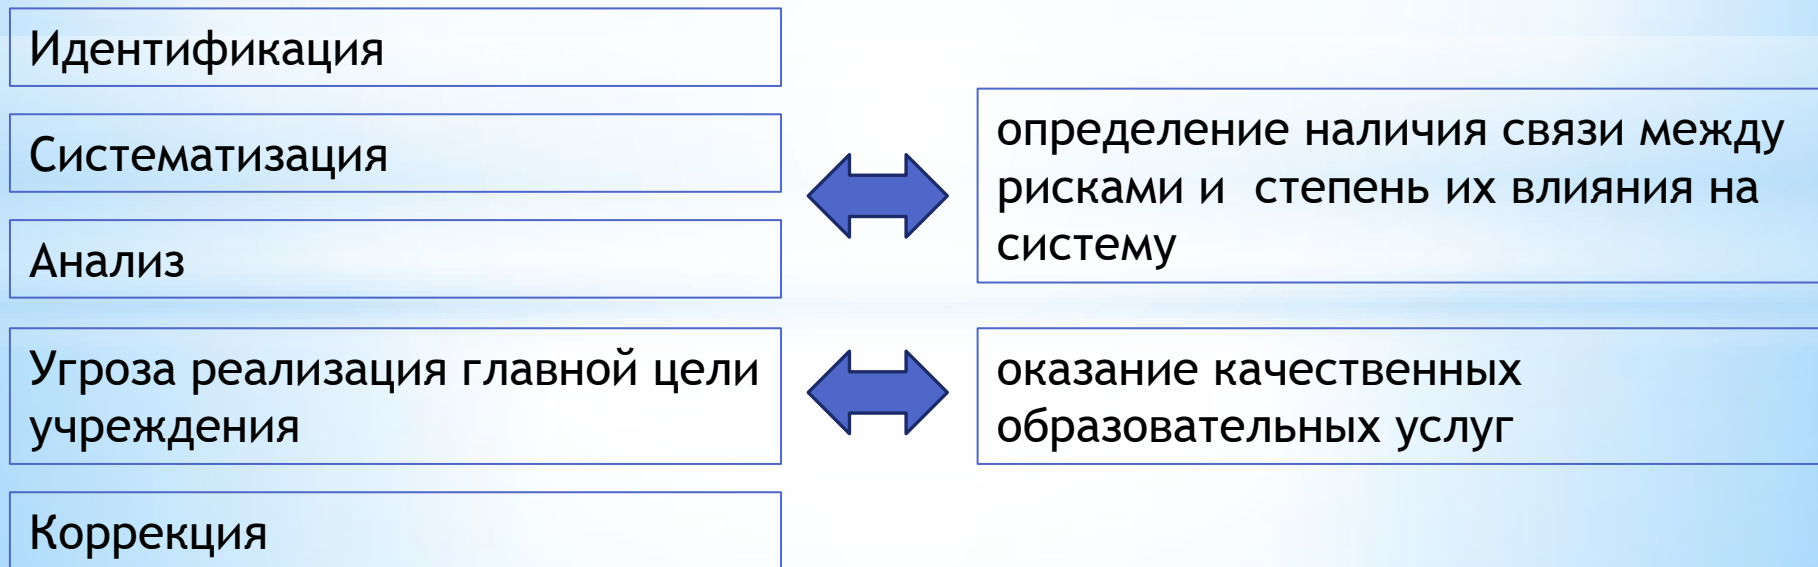 Идентификация
Систематизация
Анализ
определение наличия связи между
рисками и степень их влияния на
систему
Угроза реализация главной цели
учреждения
оказание качественных
образовательных услуг
Коррекция